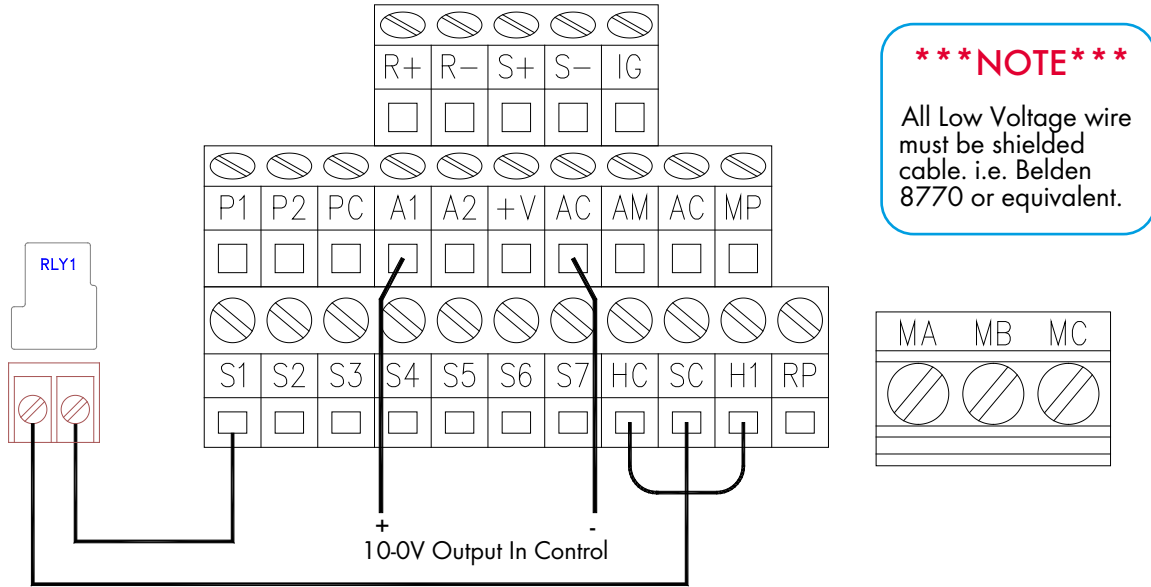 R+ R- S+ S- IG
***NOTE***
All Low Voltage wire
must be shielded
cable. i.e. Belden
8770 or equivalent.
P1 P2 PC A1 A2 +V AC AM AC MP
RLY1
S1 S2 S3 S4 S5 S6 S7 HC SC H1 RP
MA MB MC
+ -
10-0V Output In Control